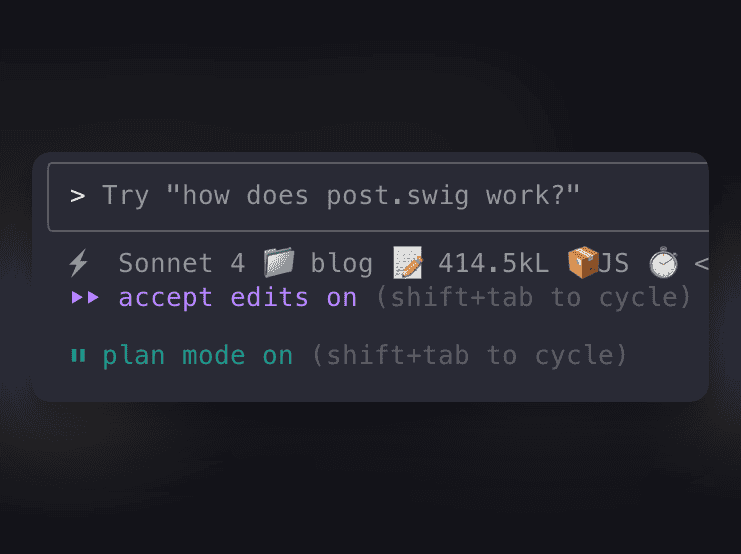 > Try "how does post.swig work?"
⚡ Sonnet 4 📁 blog 📝 414.5kL 📦JS ⏱ <
⏵⏵ accept edits on (shift+tab to cycle)
⏸ plan mode on (shift+tab to cycle)